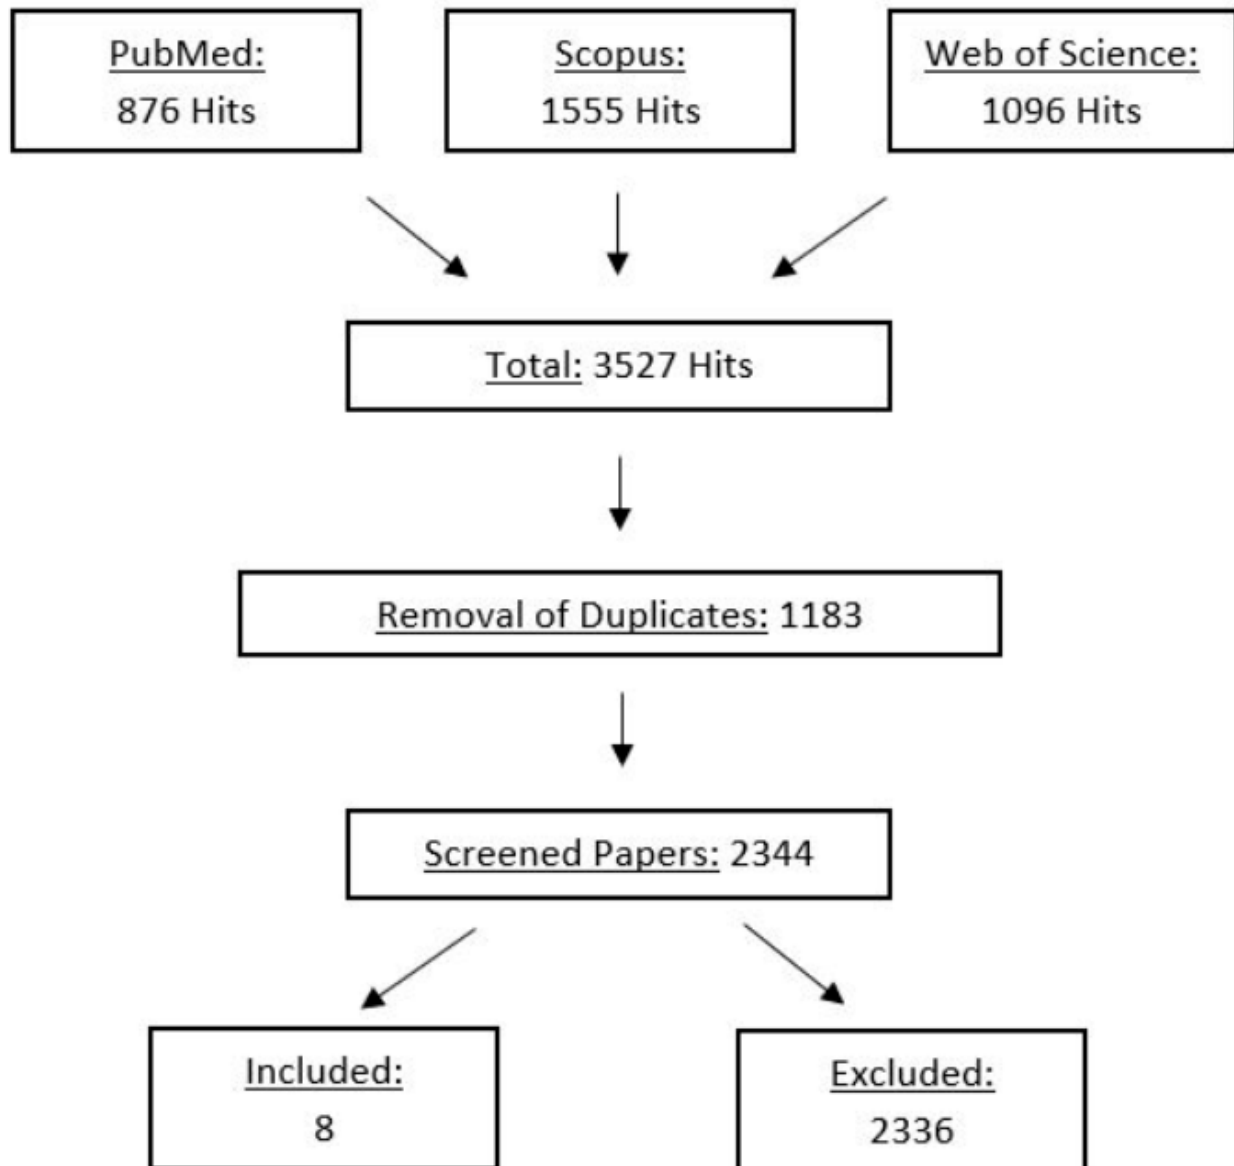 PubMed:
876 Hits
Scopus:
1555 Hits
Web of Science:
1096 Hits
Total: 3527 Hits
Removal of Duplicates: 1183
Screened Papers: 2344
Included:
8
Excluded:
2336